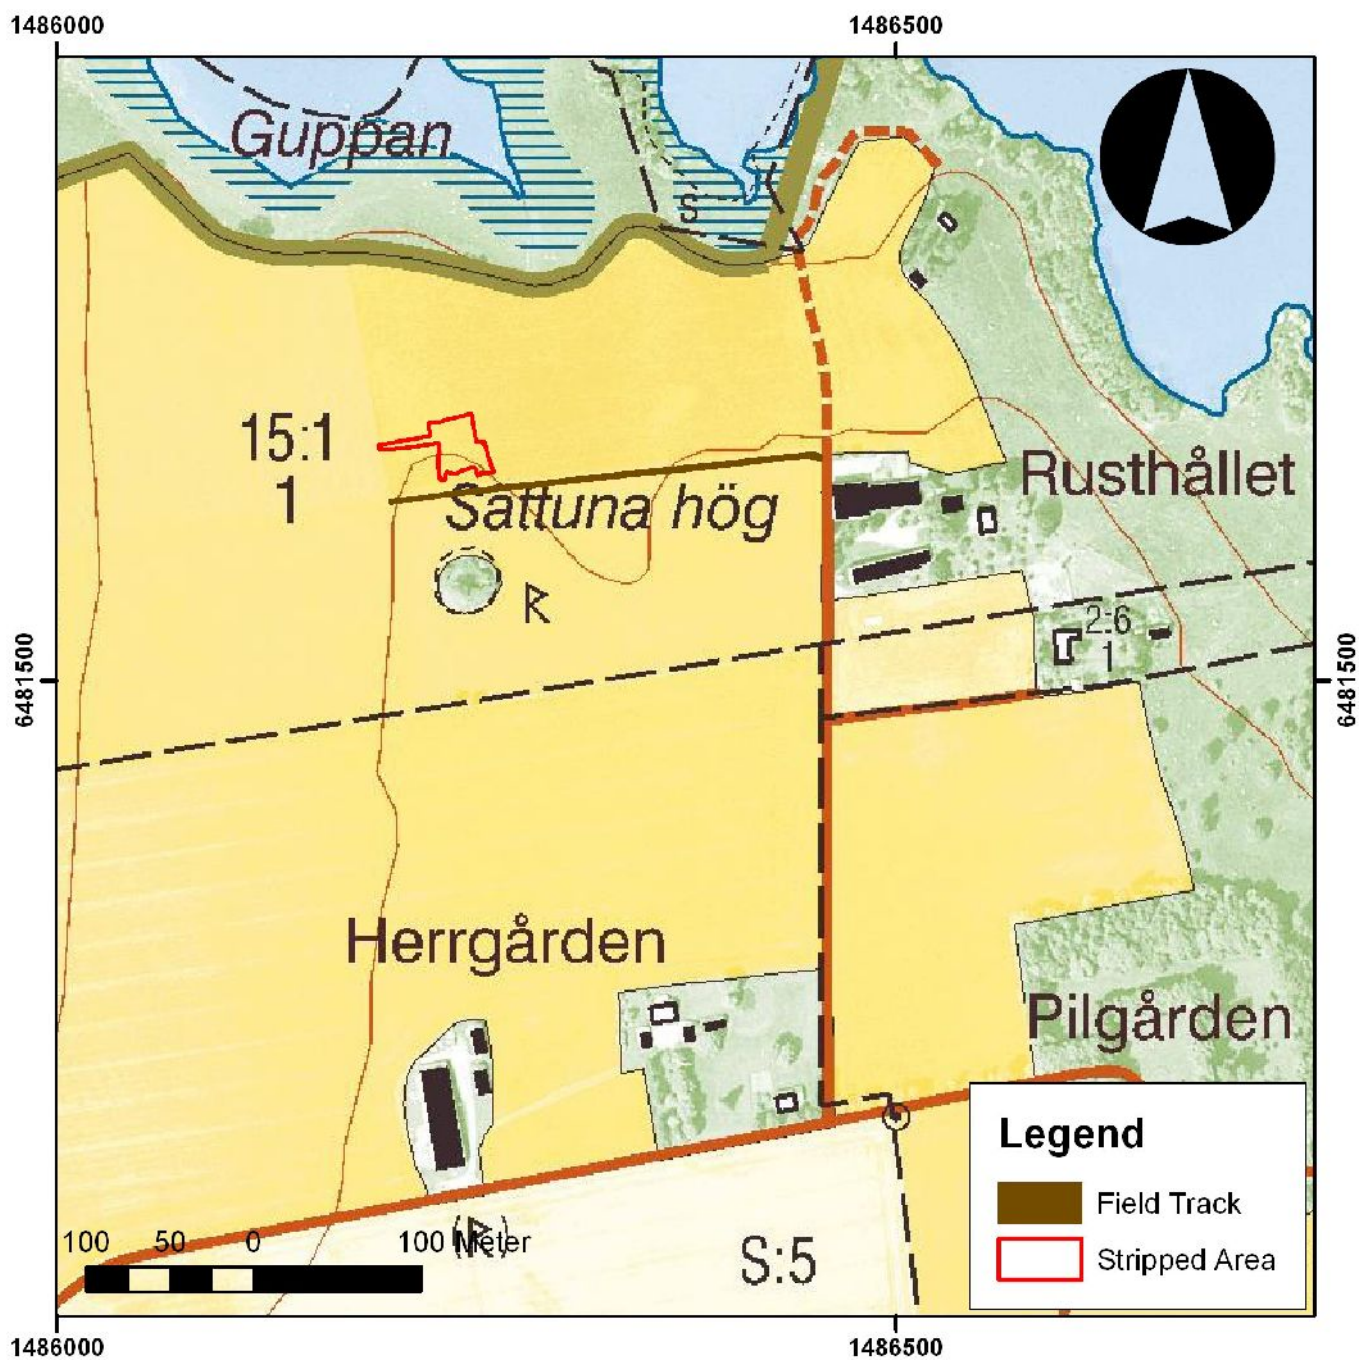 1486000
1486500
Guppan
S
15:1
1
Rusthållet
Sattuna hög
R
2:6
1
6481500
6481500
Herrgården
Pilgården
Legend
Field Track
Stripped Area
(R)
100 50 0 100 Meter
S:5
1486000
1486500